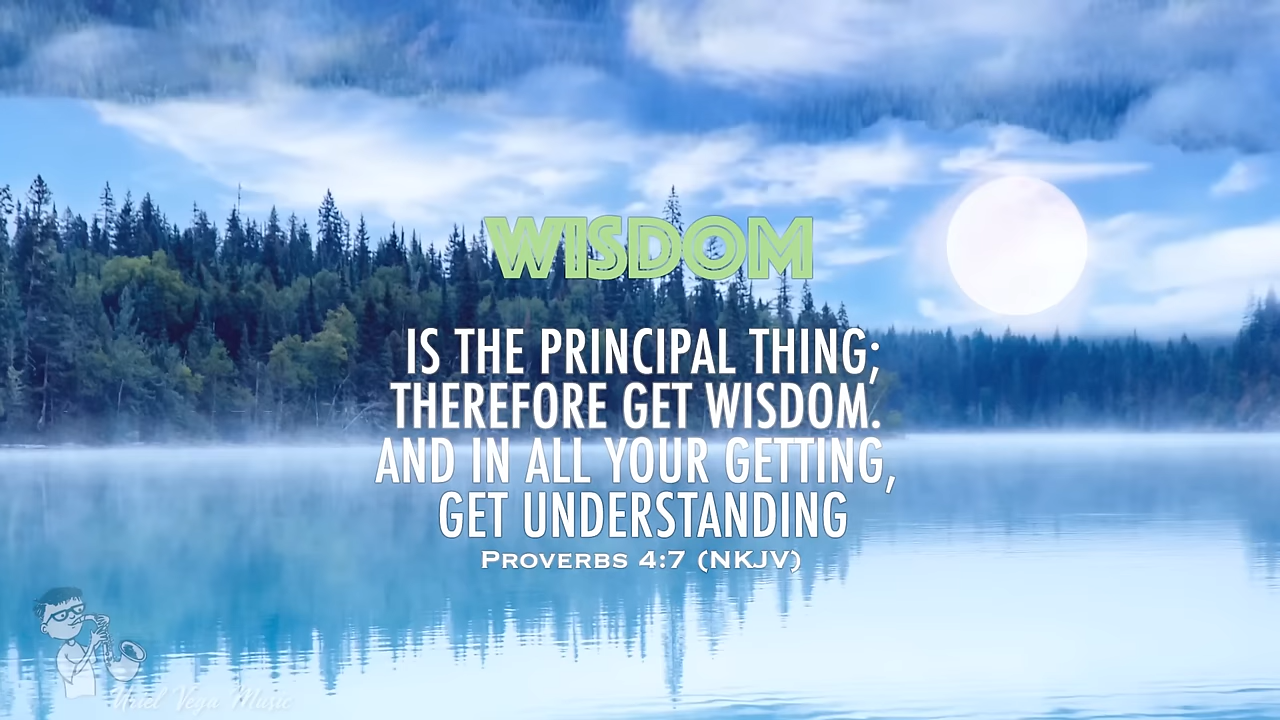 WISDOM
IS THE PRINCIPAL THING;
THEREFORE GET WISDOM.
AND IN ALL YOUR GETTING,
GET UNDERSTANDING
PROVERBS 4:7 (NKJV)
Uriel Vega Music